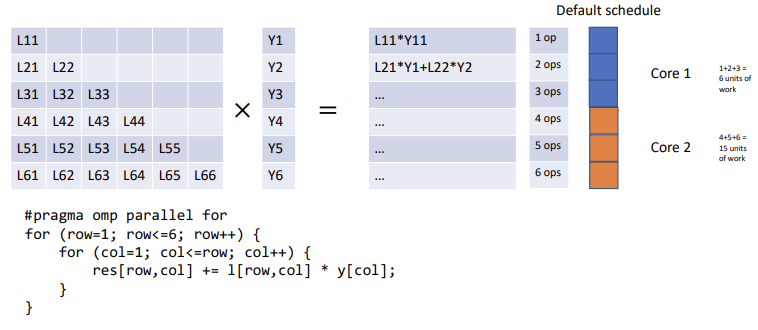 Default schedule
L11 Y1 L11*Y11 1 op
L21 L22 Y2 L21*Y1+L22*Y2 2 ops
L31 L32 L33 Y3 ... 3 ops
L41 L42 L43 L44 Y4 ... 4 ops
L51 L52 L53 L54 L55 Y5 ... 5 ops
L61 L62 L63 L64 L65 L66 Y6 ... 6 ops
× =
Core 1
1+2+3 =
6 units of
work
Core 2
4+5+6 =
15 units
of work
#pragma omp parallel for
for (row=1; row<=6; row++) {
    for (col=1; col<=row; col++) {
        res[row,col] += l[row,col] * y[col];
    }
}